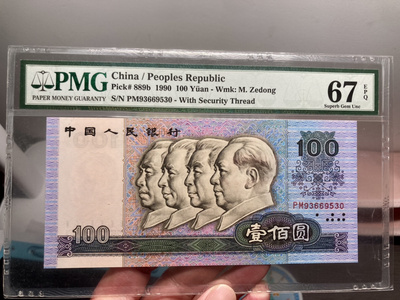 PMG
PAPER MONEY GUARANTY
China / Peoples Republic
Pick# 889b 1990 100 Yüan - Wmk: M. Zedong
S/N PM93669530 - With Security Thread
67 EPQ
Superb Gem Unc
中国人民银行
100
PM93669530
100
壹佰圆